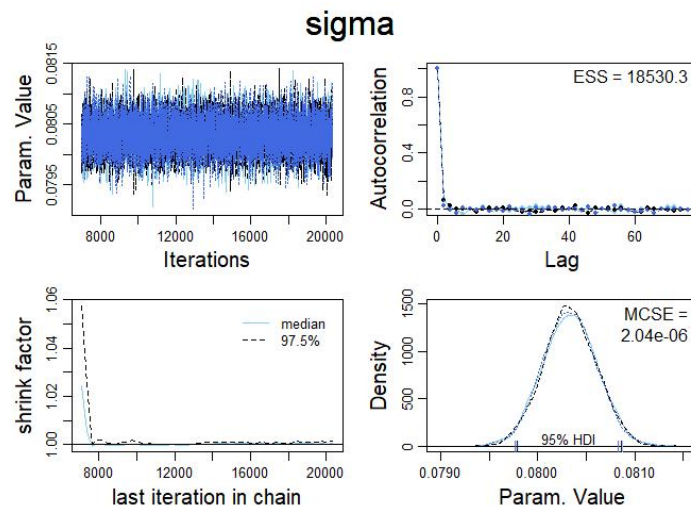 sigma
Param. Value
0.0795 0.0805 0.0815
8000 12000 16000 20000
Iterations
Autocorrelation
0.0 0.4 0.8
ESS = 18530.3
0 20 40 60
Lag
shrink factor
1.00 1.02 1.04 1.06
median
97.5%
8000 12000 16000 20000
last iteration in chain
Density
0 500 1000 1500
MCSE =
2.04e-06
95% HDI
0.0790 0.0800 0.0810
Param. Value